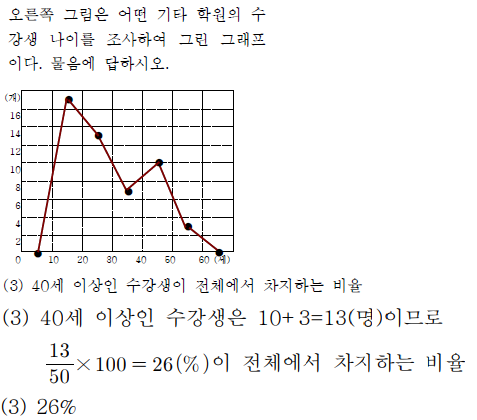 오른쪽 그림은 어떤 기타 학원의 수
강생 나이를 조사하여 그린 그래프
이다. 물음에 답하시오.
(개)
16
14
12
10
8
6
4
2
0 10 20 30 40 50 60 (세)
(3) 40세 이상인 수강생이 전체에서 차지하는 비율
(3) 40세 이상인 수강생은 10+3=13(명)이므로
13/50 ×100=26(%)이 전체에서 차지하는 비율
(3) 26%